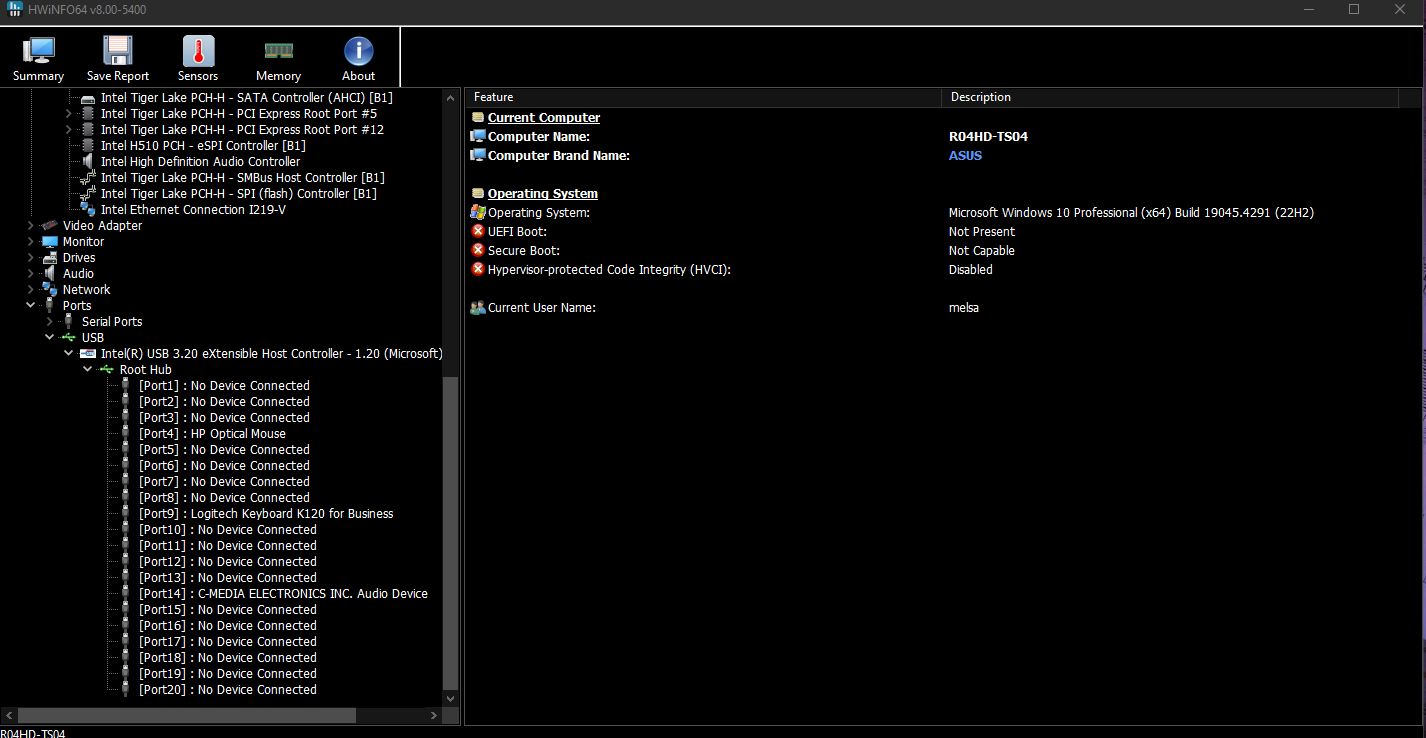 HWiNFO64 v8.00-5400
Summary
Save Report
Sensors
Memory
About
Intel Tiger Lake PCH-H - SATA Controller (AHCI) [B1]
Intel Tiger Lake PCH-H - PCI Express Root Port #5
Intel Tiger Lake PCH-H - PCI Express Root Port #12
Intel H510 PCH - eSPI Controller [B1]
Intel High Definition Audio Controller
Intel Tiger Lake PCH-H - SMBus Host Controller [B1]
Intel Tiger Lake PCH-H - SPI (flash) Controller [B1]
Intel Ethernet Connection I219-V
Video Adapter
Monitor
Drives
Audio
Network
Ports
Serial Ports
USB
Intel(R) USB 3.20 eXtensible Host Controller - 1.20 (Microsoft)
Root Hub
[Port1] : No Device Connected
[Port2] : No Device Connected
[Port3] : No Device Connected
[Port4] : HP Optical Mouse
[Port5] : No Device Connected
[Port6] : No Device Connected
[Port7] : No Device Connected
[Port8] : No Device Connected
[Port9] : Logitech Keyboard K120 for Business
[Port10] : No Device Connected
[Port11] : No Device Connected
[Port12] : No Device Connected
[Port13] : No Device Connected
[Port14] : C-MEDIA ELECTRONICS INC. Audio Device
[Port15] : No Device Connected
[Port16] : No Device Connected
[Port17] : No Device Connected
[Port18] : No Device Connected
[Port19] : No Device Connected
[Port20] : No Device Connected
Feature Description
Current Computer
Computer Name: R04HD-TS04
Computer Brand Name: ASUS
Operating System
Operating System: Microsoft Windows 10 Professional (x64) Build 19045.4291 (22H2)
UEFI Boot: Not Present
Secure Boot: Not Capable
Hypervisor-protected Code Integrity (HVCI): Disabled
Current User Name: melsa
R04HD-TS04